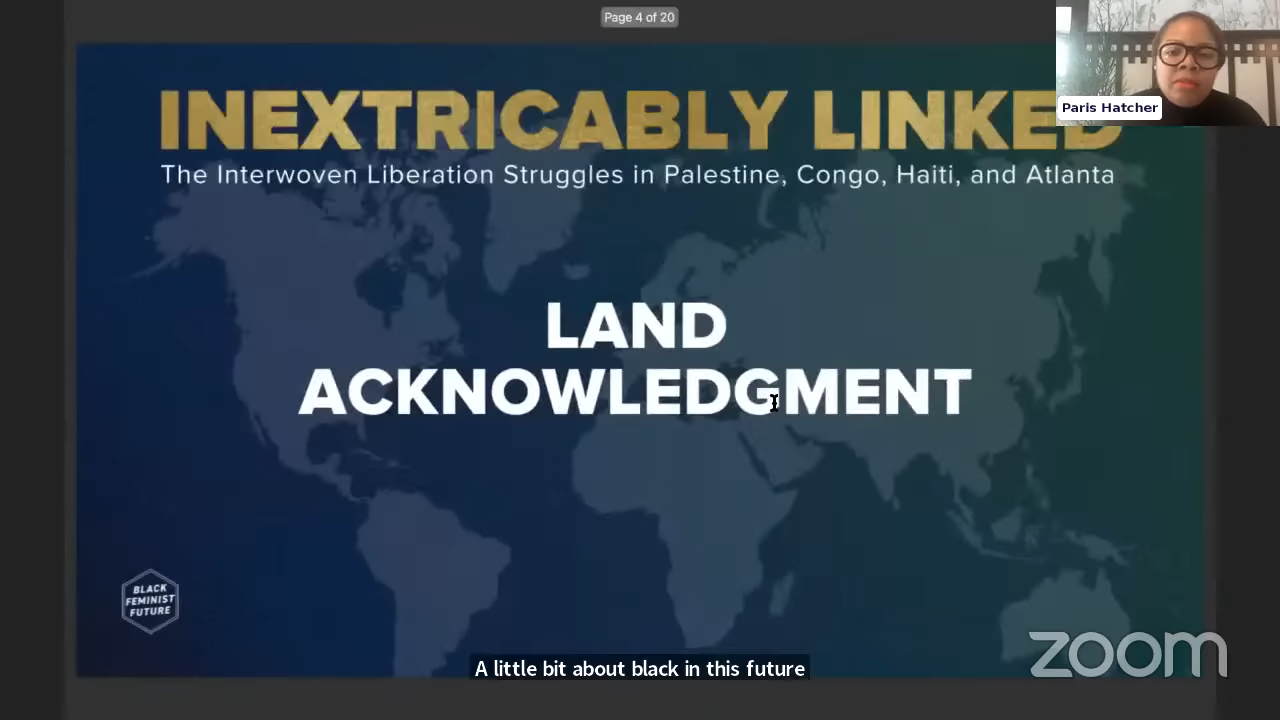 Page 4 of 20
INEXTRICABLY LINKED
Paris Hatcher
The Interwoven Liberation Struggles in Palestine, Congo, Haiti, and Atlanta
LAND
ACKNOWLEDGMENT
BLACK
FEMINIST
FUTURE
zoom
A little bit about black in this future